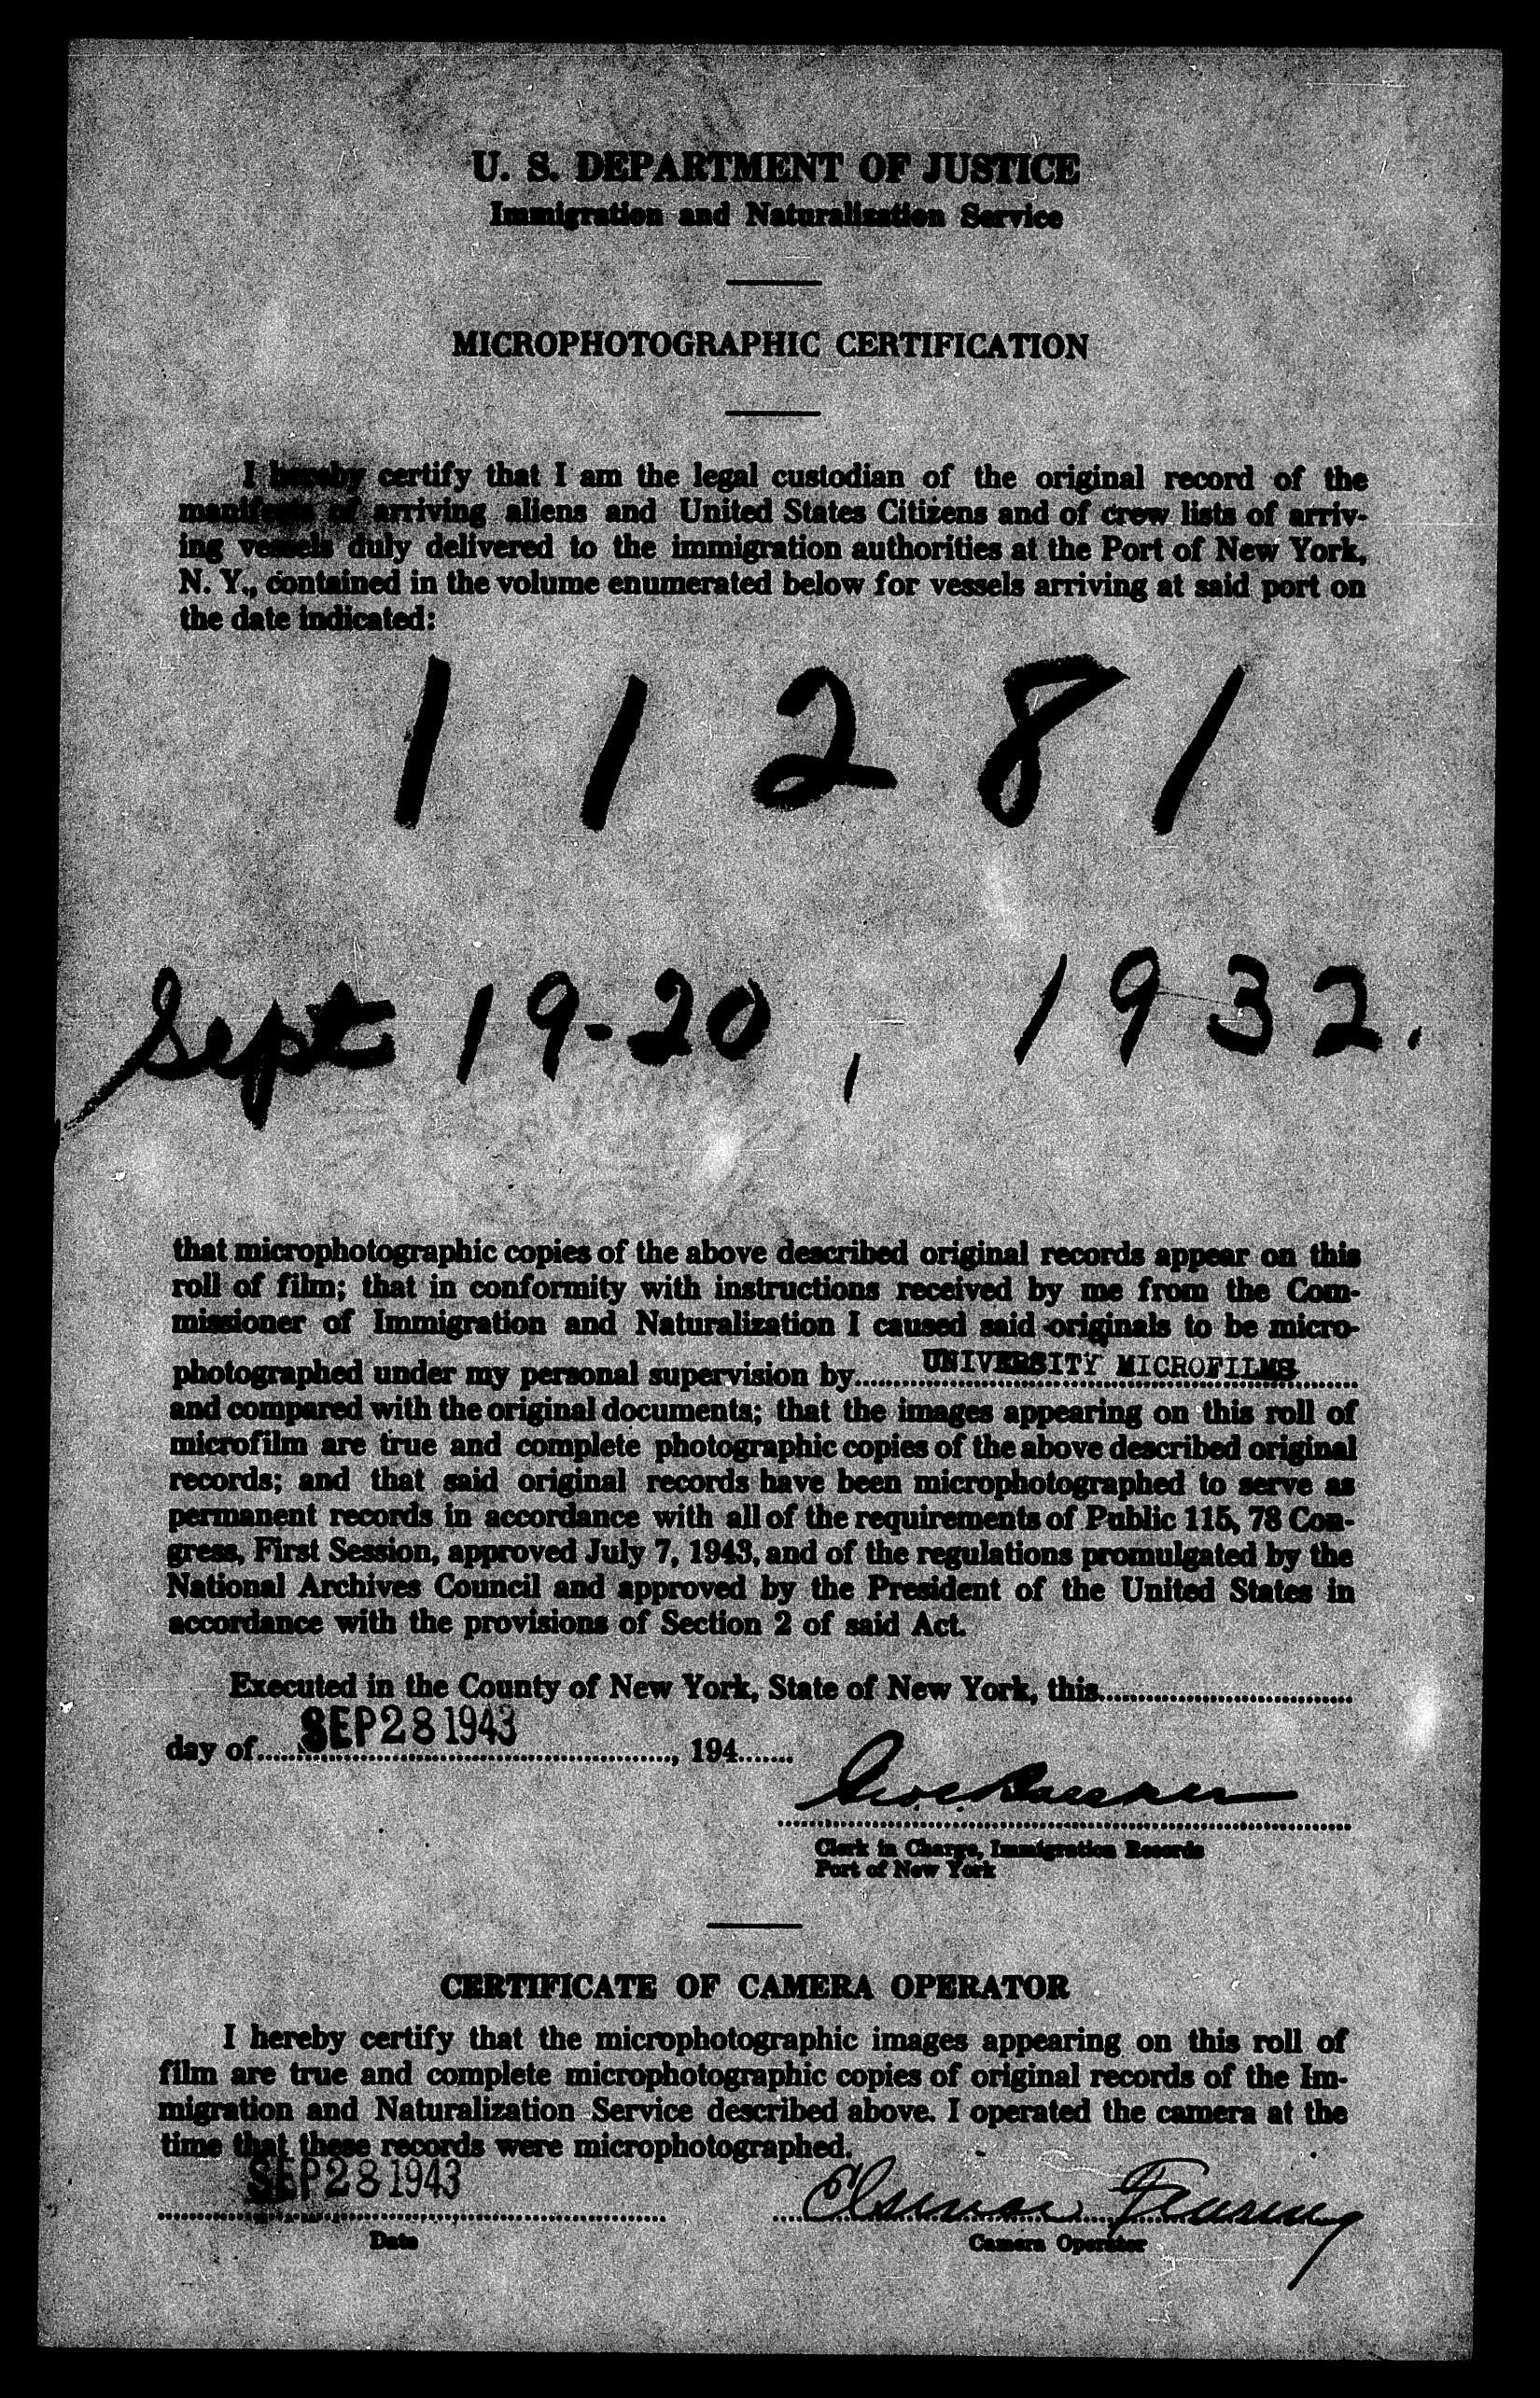 U. S. DEPARTMENT OF JUSTICE
Immigration and Naturalization Service
MICROPHOTOGRAPHIC CERTIFICATION
I hereby certify that I am the legal custodian of the original record of the
manifests of arriving aliens and United States Citizens and of crew lists of arriv-
ing vessels duly delivered to the immigration authorities at the Port of New York,
N. Y., contained in the volume enumerated below for vessels arriving at said port on
the date indicated:
1 1 2 8 1
Sept 19-20, 1932.
that microphotographic copies of the above described original records appear on this
roll of film; that in conformity with instructions received by me from the Com-
missioner of Immigration and Naturalization I caused said originals to be micro-
photographed under my personal supervision by UNIVERSITY MICROFILMS
and compared with the original documents; that the images appearing on this roll of
microfilm are true and complete photographic copies of the above described original
records; and that said original records have been microphotographed to serve as
permanent records in accordance with all of the requirements of Public 115, 78 Con-
gress, First Session, approved July 7, 1943, and of the regulations promulgated by the
National Archives Council and approved by the President of the United States in
accordance with the provisions of Section 2 of said Act.
Executed in the County of New York, State of New York, this
day of SEP 28 1943, 194
Clerk in Charge, Immigration Records
Port of New York
CERTIFICATE OF CAMERA OPERATOR
I hereby certify that the microphotographic images appearing on this roll of
film are true and complete microphotographic copies of original records of the Im-
migration and Naturalization Service described above. I operated the camera at the
time that these records were microphotographed.
SEP 28 1943
Date
Camera Operator